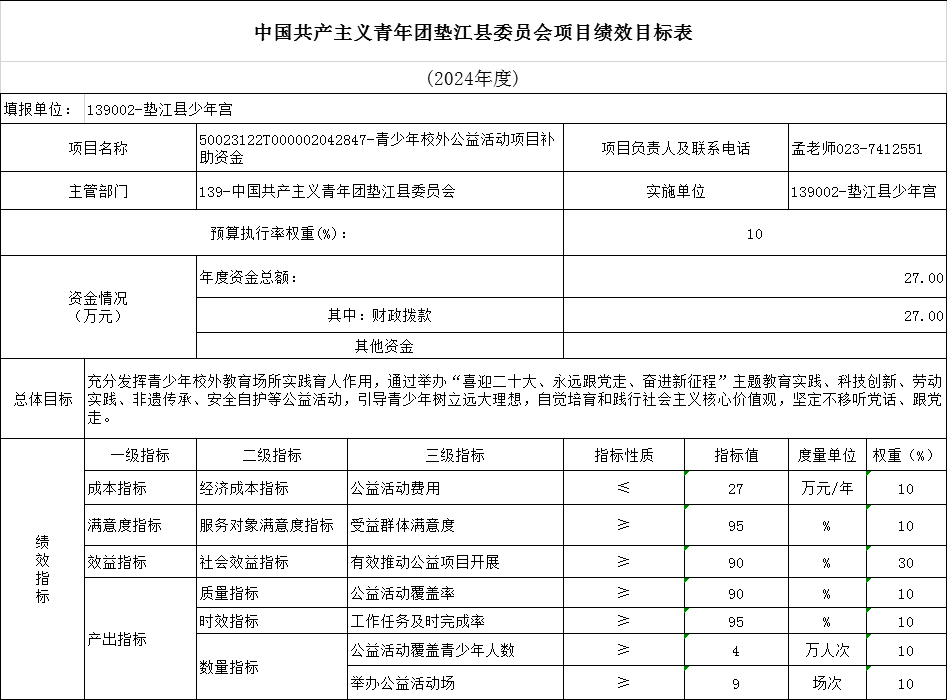 中国共产主义青年团垫江县委员会项目绩效目标表
(2024年度)
填报单位： 139002-垫江县少年宫
项目名称 50023122T000002042847-青少年校外公益活动项目补 项目负责人及联系电话 孟老师023-7412551
助资金
主管部门 139-中国共产主义青年团垫江县委员会 实施单位 139002-垫江县少年宫
预算执行率权重(%)： 10
资金情况
（万元）
年度资金总额： 27.00
其中：财政拨款 27.00
其他资金
总体目标
充分发挥青少年校外教育场所实践育人作用，通过举办“喜迎二十大、永远跟党走、奋进新征程”主题教育实践、科技创新、劳动
实践、非遗传承、安全自护等公益活动，引导青少年树立远大理想，自觉培育和践行社会主义核心价值观，坚定不移听党话、跟党
走。
绩效指标
一级指标 二级指标 三级指标 指标性质 指标值 度量单位 权重（%）
成本指标 经济成本指标 公益活动费用 ≤ 27 万元/年 10
满意度指标 服务对象满意度指标 受益群体满意度 ≥ 95 % 10
效益指标 社会效益指标 有效推动公益项目开展 ≥ 90 % 30
产出指标 质量指标 公益活动覆盖率 ≥ 90 % 10
时效指标 工作任务及时完成率 ≥ 95 % 10
数量指标 公益活动覆盖青少年人数 ≥ 4 万人次 10
举办公益活动场 ≥ 9 场次 10